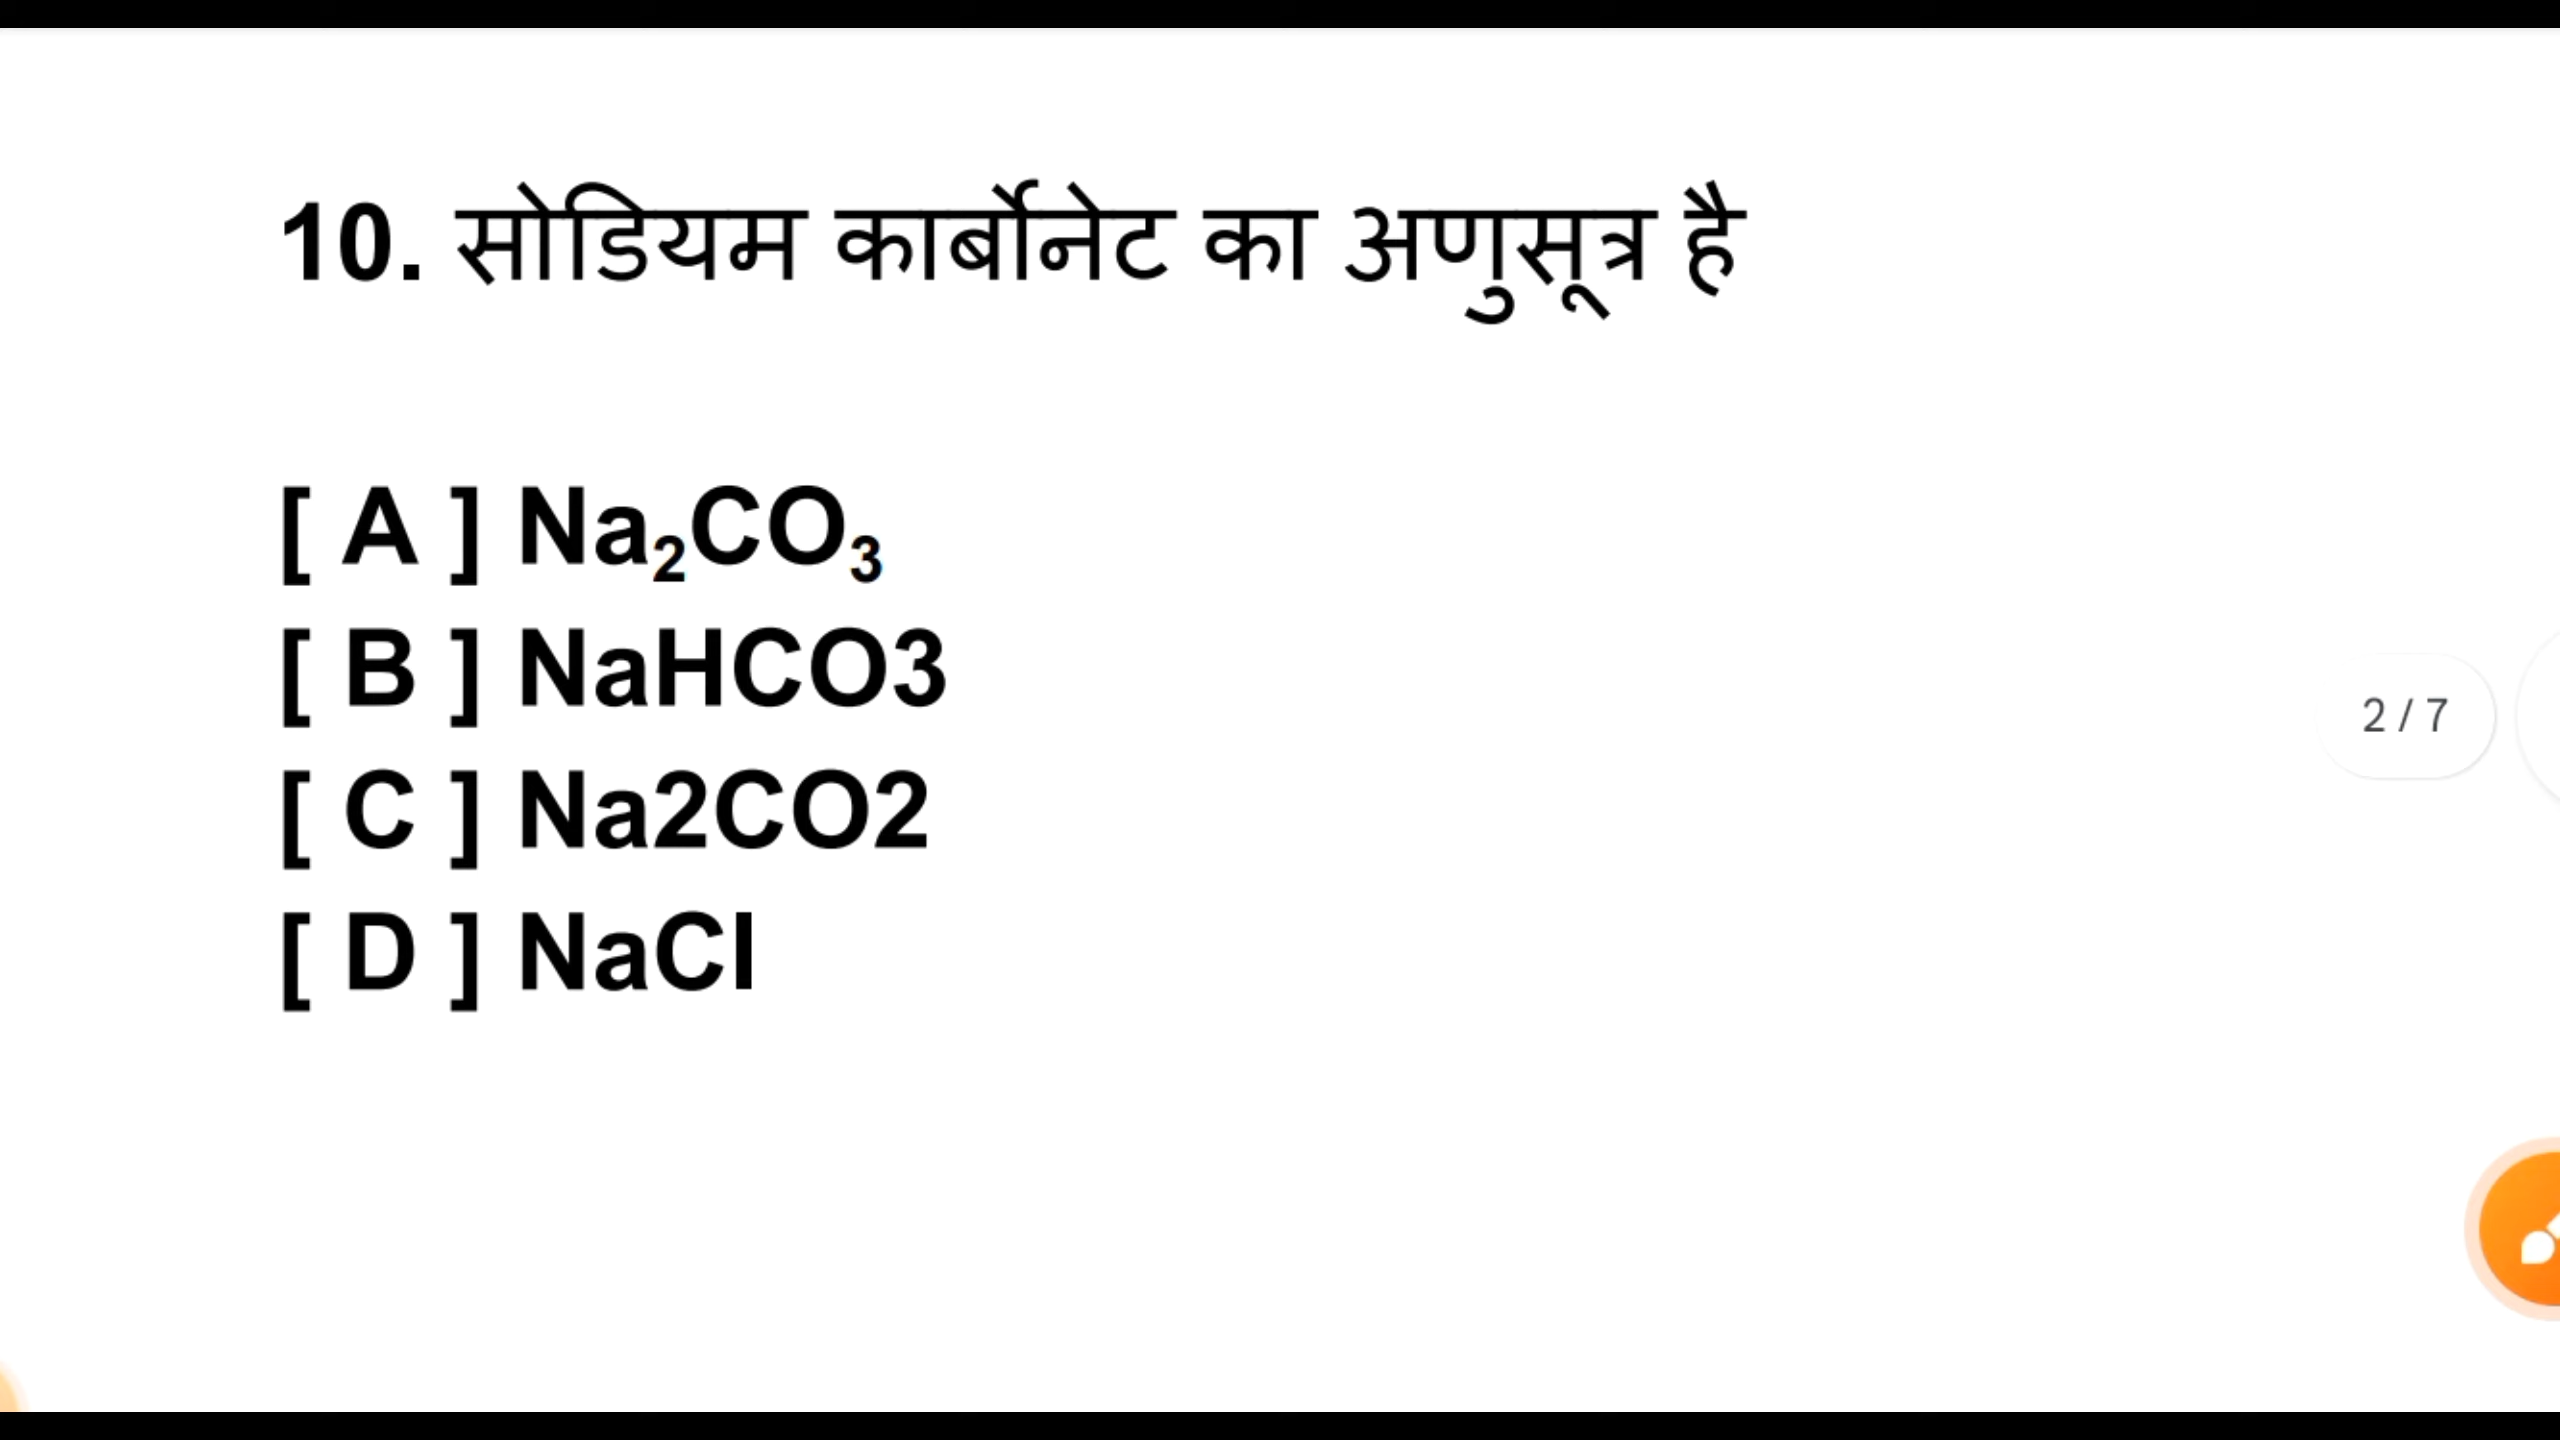 10. सोडियम कार्बोनेट का अणुसूत्र है
[ A ] Na₂CO₃
[ B ] NaHCO3
[ C ] Na2CO2
[ D ] NaCl
2 / 7